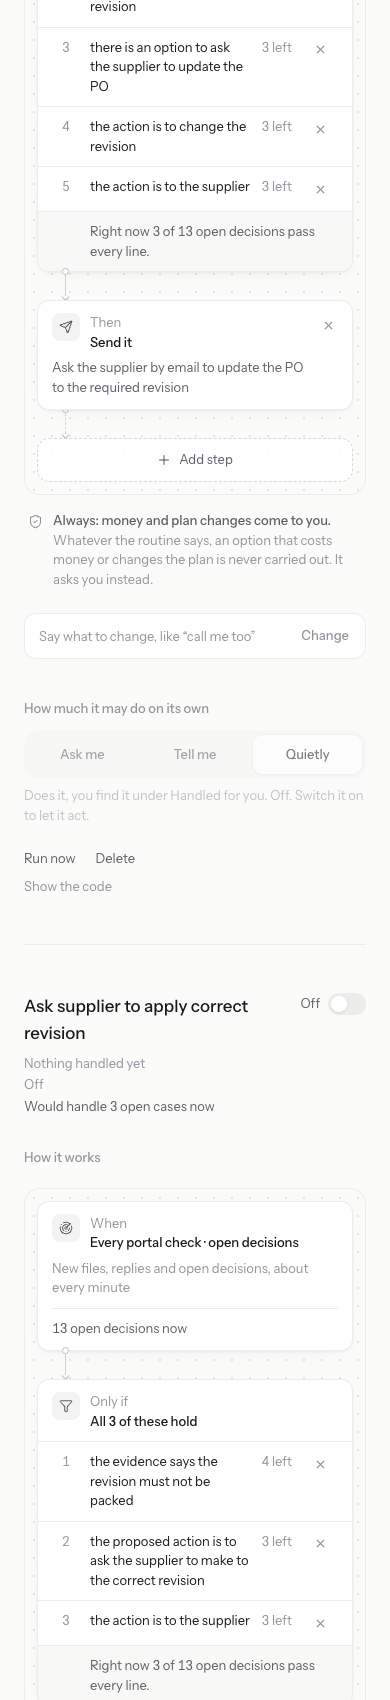 revision
3 there is an option to ask 3 left ×
the supplier to update the
PO
4 the action is to change the 3 left ×
revision
5 the action is to the supplier 3 left ×
Right now 3 of 13 open decisions pass
every line.
Then ×
Send it
Ask the supplier by email to update the PO
to the required revision
+ Add step
Always: money and plan changes come to you.
Whatever the routine says, an option that costs
money or changes the plan is never carried out. It
asks you instead.
Say what to change, like “call me too” Change
How much it may do on its own
Ask me Tell me Quietly
Does it, you find it under Handled for you. Off. Switch it on
to let it act.
Run now Delete
Show the code
Ask supplier to apply correct Off
revision
Nothing handled yet
Off
Would handle 3 open cases now
How it works
When
Every portal check · open decisions
New files, replies and open decisions, about
every minute
13 open decisions now
Only if
All 3 of these hold
1 the evidence says the 4 left ×
revision must not be
packed
2 the proposed action is to 3 left ×
ask the supplier to make to
the correct revision
3 the action is to the supplier 3 left ×
Right now 3 of 13 open decisions pass
every line.